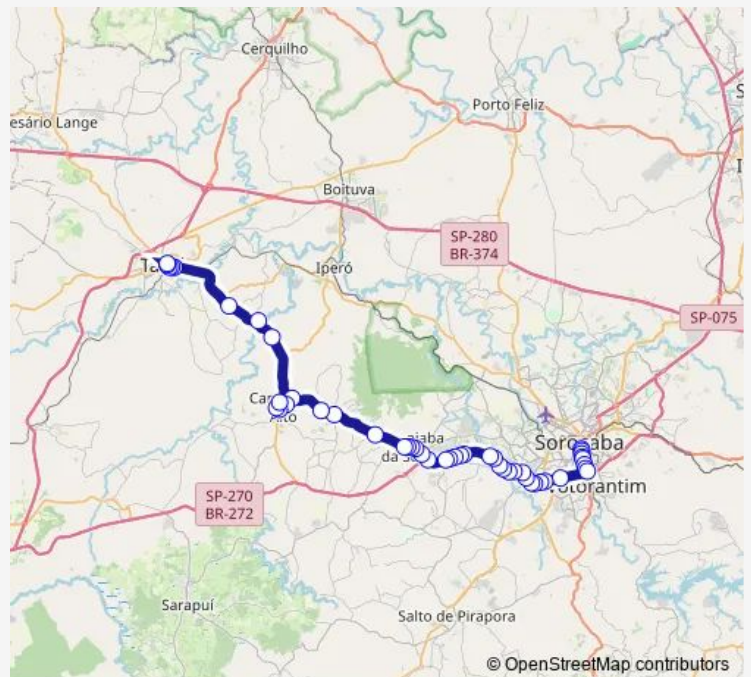 Cerquilho
esário Lange
Porto Feliz
Boituva
SP-280
BR-374
Iperó
SP-075
Alto
Sorocaba
SP-270
BR-272
Sarapuí
Salto de Pirapora
© OpenStreetMap contributors